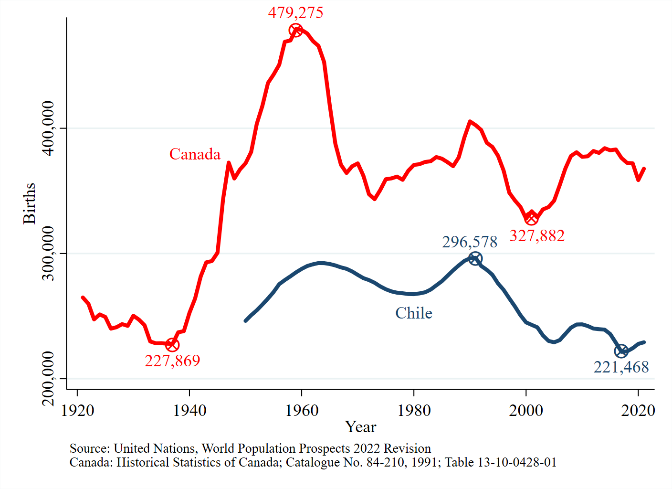 479,275
400,000
Canada
Births
296,578
300,000
327,882
Chile
227,869
221,468
200,000
1920 1940 1960 1980 2000 2020
Year
Source: United Nations, World Population Prospects 2022 Revision
Canada: Historical Statistics of Canada; Catalogue No. 84-210, 1991; Table 13-10-0428-01